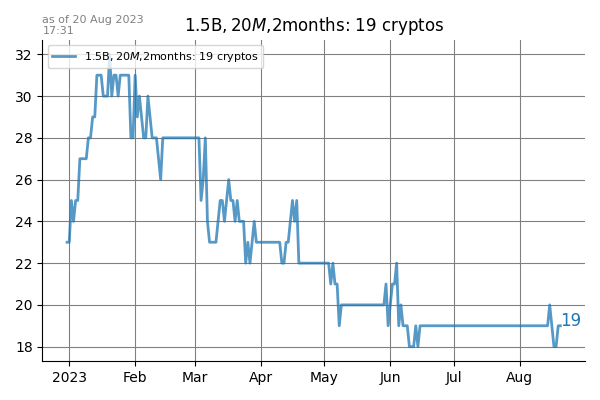 as of 20 Aug 2023
17:31
1.5B, 20M,2months: 19 cryptos
1.5B, 20M,2months: 19 cryptos
32
30
28
26
24
22
20
18
19
2023 Feb Mar Apr May Jun Jul Aug